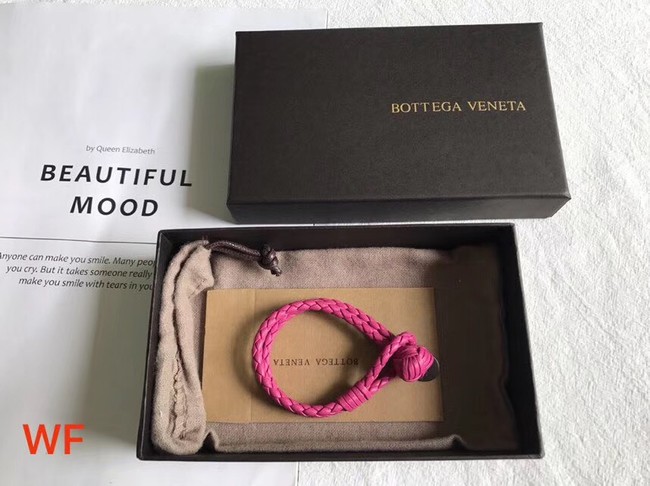 BOTTEGA VENETA
by Queen Elizabeth
BEAUTIFUL
MOOD
Anyone can make you smile. Many peo
you cry. But it takes someone really
make you smile with tears in you
BOTTEGA VENETA
WF